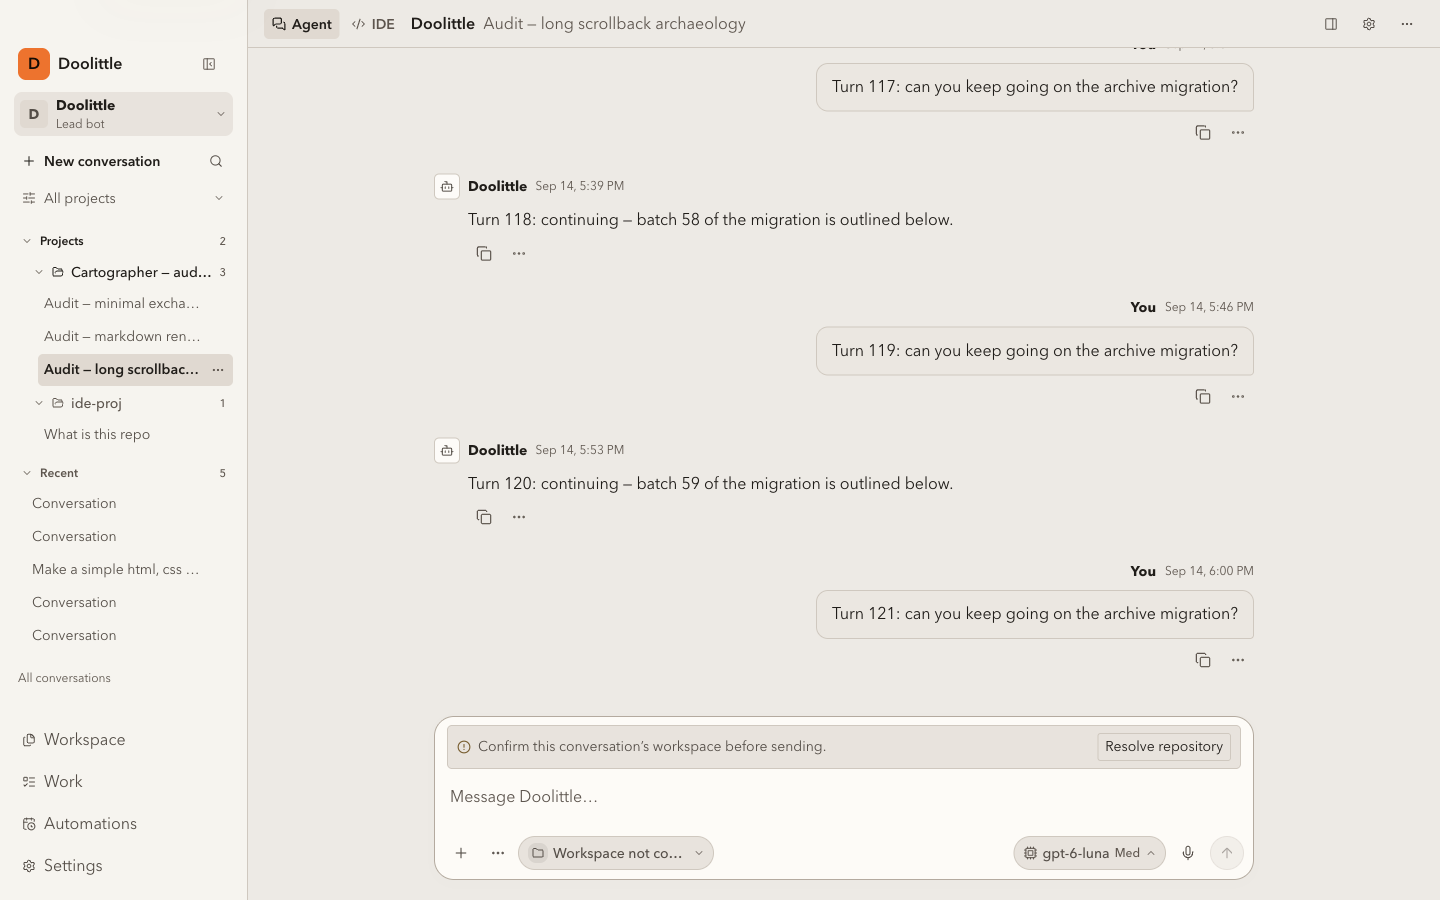 Agent
IDE
Doolittle
Audit – long scrollback archaeology
D
Doolittle
D
Doolittle
Lead bot
New conversation
All projects
Projects
2
Cartographer – aud...
3
Audit – minimal excha...
Audit – markdown ren...
Audit – long scrollbac...
ide-proj
1
What is this repo
Recent
5
Conversation
Conversation
Make a simple html, css ...
Conversation
Conversation
All conversations
Workspace
Work
Automations
Settings
You
Turn 117: can you keep going on the archive migration?
Doolittle Sep 14, 5:39 PM
Turn 118: continuing – batch 58 of the migration is outlined below.
You Sep 14, 5:46 PM
Turn 119: can you keep going on the archive migration?
Doolittle Sep 14, 5:53 PM
Turn 120: continuing – batch 59 of the migration is outlined below.
You Sep 14, 6:00 PM
Turn 121: can you keep going on the archive migration?
Confirm this conversation's workspace before sending.
Resolve repository
Message Doolittle...
Workspace not co...
gpt-6-luna Med